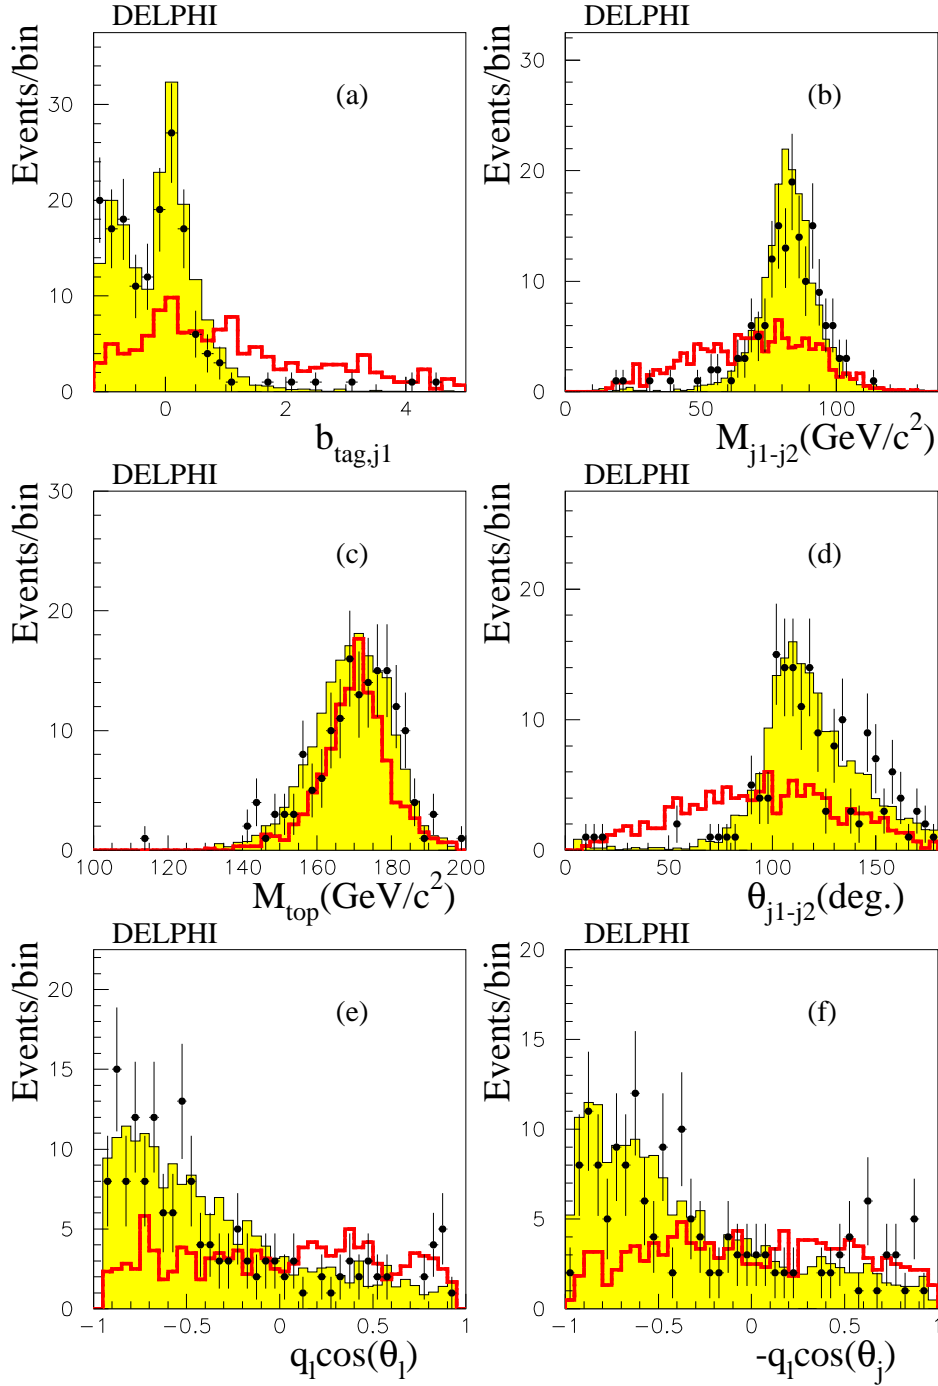 DELPHI
Events/bin
(a)
30
20
10
0
0 2 4
b_tag,j1
DELPHI
Events/bin
(b)
30
20
10
0
0 50 100
M_j1-j2(GeV/c²)
DELPHI
Events/bin
(c)
30
20
10
0
100 120 140 160 180 200
M_top(GeV/c²)
DELPHI
Events/bin
(d)
20
10
0
0 50 100 150
θ_j1-j2(deg.)
DELPHI
Events/bin
(e)
20
15
10
5
0
−1 −0.5 0 0.5 1
q_l cos(θ_l)
DELPHI
Events/bin
(f)
20
15
10
5
0
−1 −0.5 0 0.5 1
-q_l cos(θ_j)